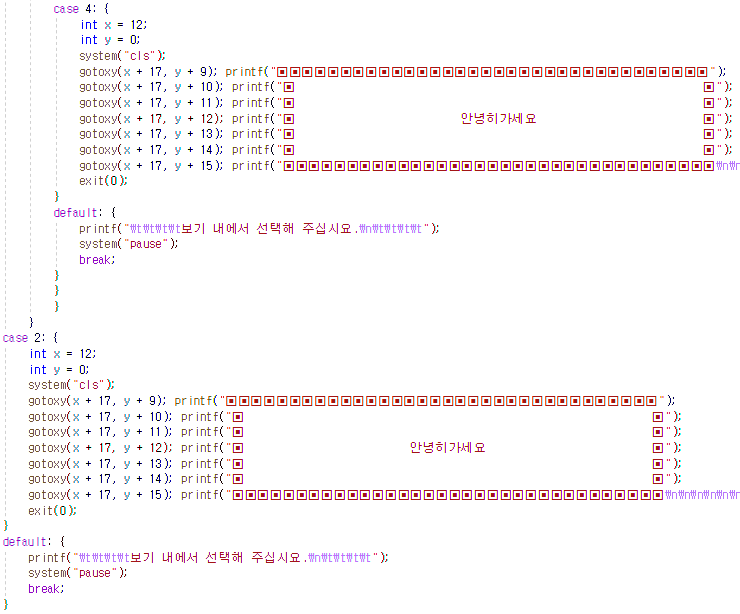 case 4: {
int x = 12;
int y = 0;
system("cls");
gotoxy(x + 17, y + 9); printf("▣▣▣▣▣▣▣▣▣▣▣▣▣▣▣▣▣▣▣▣▣▣▣▣▣▣▣▣▣▣▣▣▣▣");
gotoxy(x + 17, y + 10); printf("▣                                ▣");
gotoxy(x + 17, y + 11); printf("▣                                ▣");
gotoxy(x + 17, y + 12); printf("▣             안녕히가세요             ▣");
gotoxy(x + 17, y + 13); printf("▣                                ▣");
gotoxy(x + 17, y + 14); printf("▣                                ▣");
gotoxy(x + 17, y + 15); printf("▣▣▣▣▣▣▣▣▣▣▣▣▣▣▣▣▣▣▣▣▣▣▣▣▣▣▣▣▣▣▣▣▣▣₩n₩r
exit(0);
}
default: {
printf("₩t₩t₩t₩t보기 내에서 선택해 주십시요.₩n₩t₩t₩t₩t");
system("pause");
break;
}
}
}
}
case 2: {
int x = 12;
int y = 0;
system("cls");
gotoxy(x + 17, y + 9); printf("▣▣▣▣▣▣▣▣▣▣▣▣▣▣▣▣▣▣▣▣▣▣▣▣▣▣▣▣▣▣▣▣▣▣");
gotoxy(x + 17, y + 10); printf("▣                                ▣");
gotoxy(x + 17, y + 11); printf("▣                                ▣");
gotoxy(x + 17, y + 12); printf("▣             안녕히가세요             ▣");
gotoxy(x + 17, y + 13); printf("▣                                ▣");
gotoxy(x + 17, y + 14); printf("▣                                ▣");
gotoxy(x + 17, y + 15); printf("▣▣▣▣▣▣▣▣▣▣▣▣▣▣▣▣▣▣▣▣▣▣▣▣▣▣▣▣▣▣▣▣▣▣₩n₩n₩n₩n₩n₩r
exit(0);
}
default: {
printf("₩t₩t₩t₩t보기 내에서 선택해 주십시요.₩n₩t₩t₩t₩t");
system("pause");
break;
}